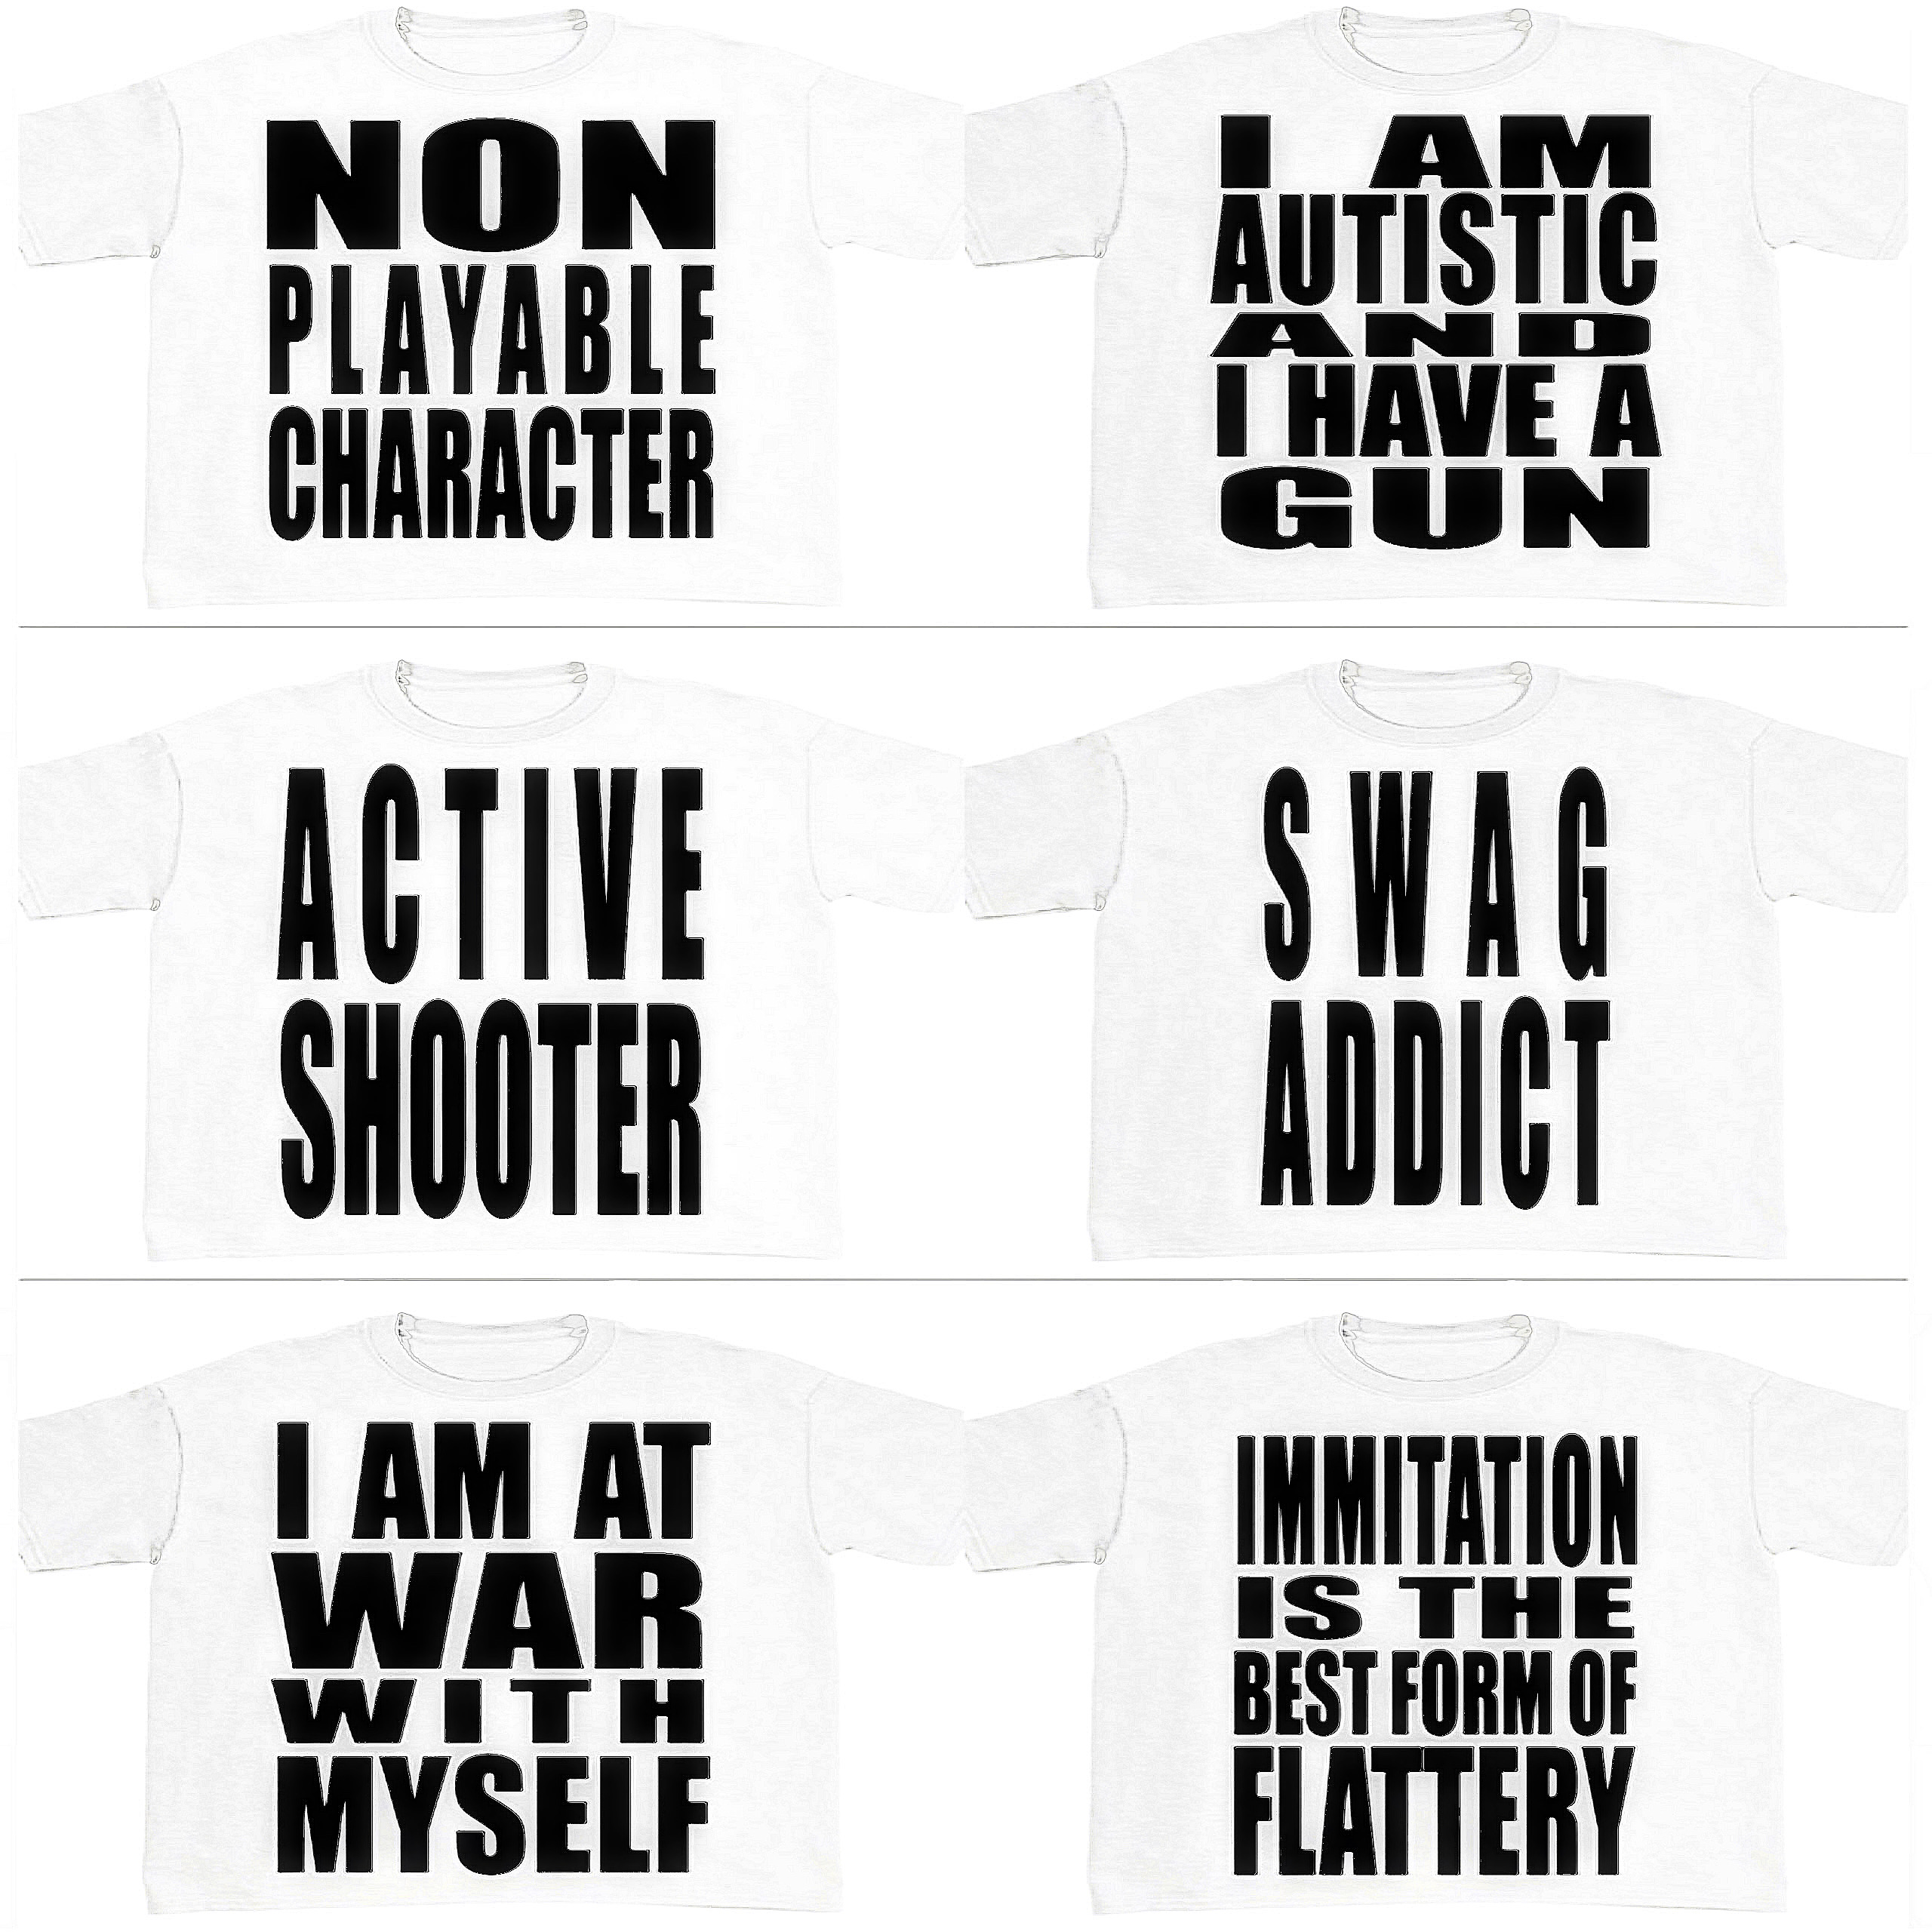 NON
PLAYABLE
CHARACTER
I AM
AUTISTIC
AND
I HAVE A
GUN
ACTIVE
SHOOTER
SWAG
ADDICT
I AM AT
WAR
WITH
MYSELF
IMMITATION
IS THE
BEST FORM OF
FLATTERY